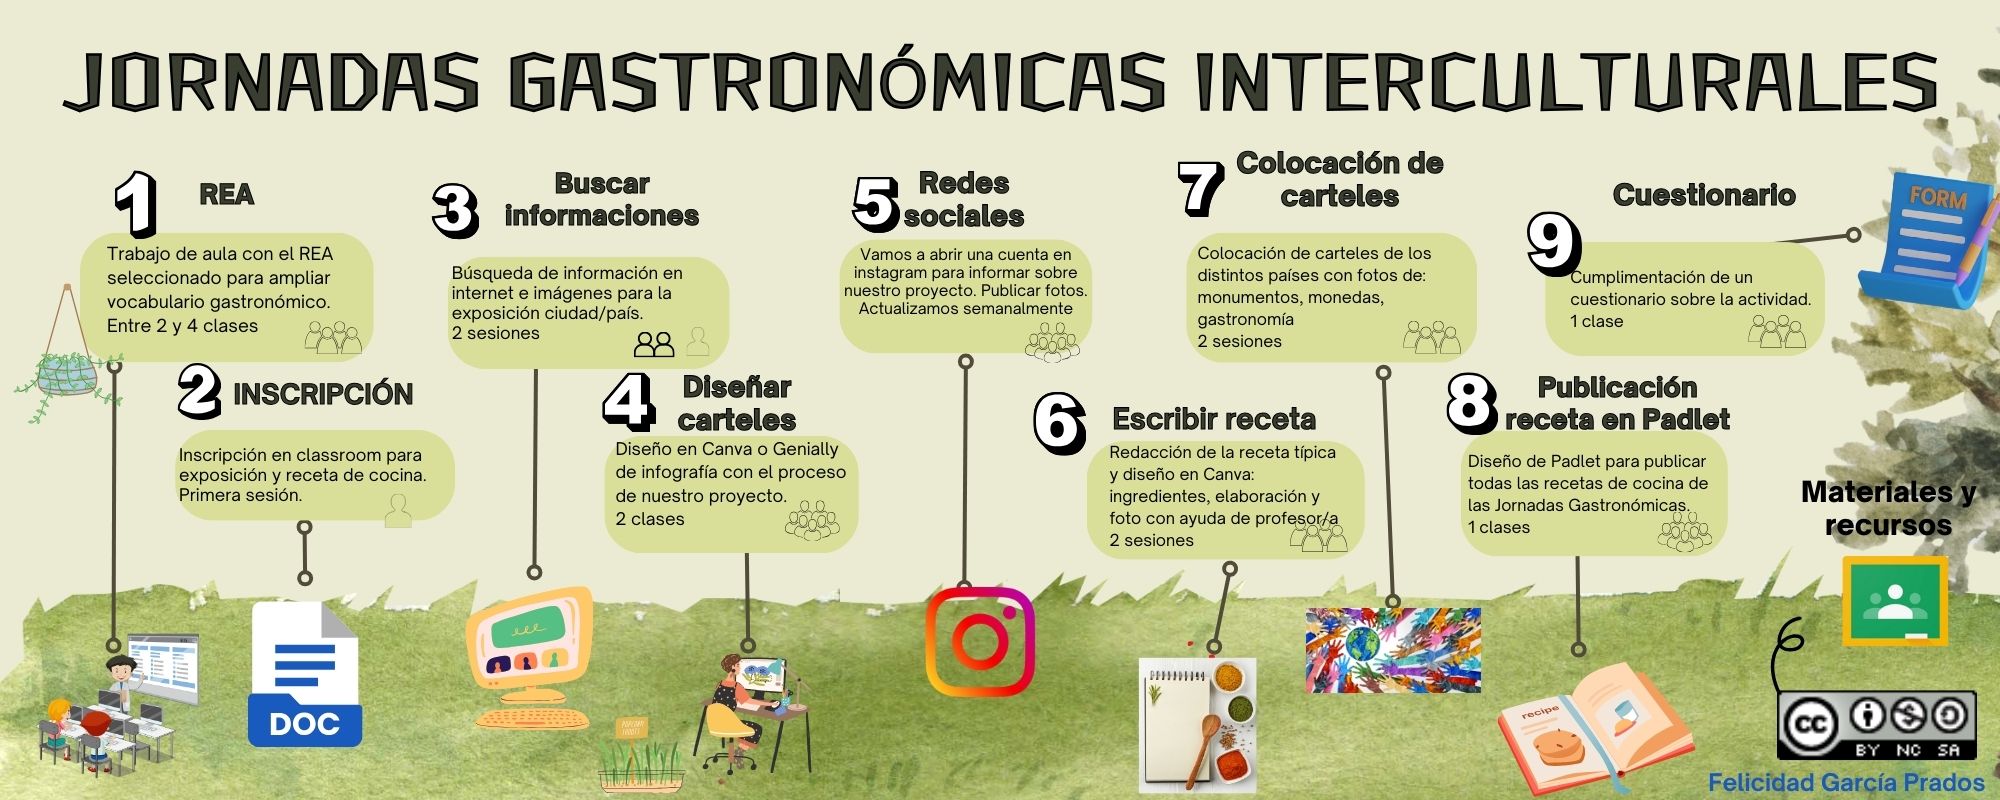 JORNADAS GASTRONÓMICAS INTERCULTURALES
1
REA
Trabajo de aula con el REA
seleccionado para ampliar
vocabulario gastronómico.
Entre 2 y 4 clases
2
INSCRIPCIÓN
Inscripción en classroom para
exposición y receta de cocina.
Primera sesión.
DOC
3
Buscar
informaciones
Búsqueda de información en
internet e imágenes para la
exposición ciudad/país.
2 sesiones
4
Diseñar
carteles
Diseño en Canva o Genially
de infografía con el proceso
de nuestro proyecto.
2 clases
5
Redes
sociales
Vamos a abrir una cuenta en
instagram para informar sobre
nuestro proyecto. Publicar fotos.
Actualizamos semanalmente
6
Escribir receta
Redacción de la receta típica
y diseño en Canva:
ingredientes, elaboración y
foto con ayuda de profesor/a
2 sesiones
7
Colocación de
carteles
Colocación de carteles de los
distintos países con fotos de:
monumentos, monedas,
gastronomía
2 sesiones
8
Publicación
receta en Padlet
Diseño de Padlet para publicar
todas las recetas de cocina de
las Jornadas Gastronómicas.
1 clases
recipe
9
Cuestionario
Cumplimentación de un
cuestionario sobre la actividad.
1 clase
FORM
Materiales y
recursos
cc
BY NC SA
Felicidad García Prados